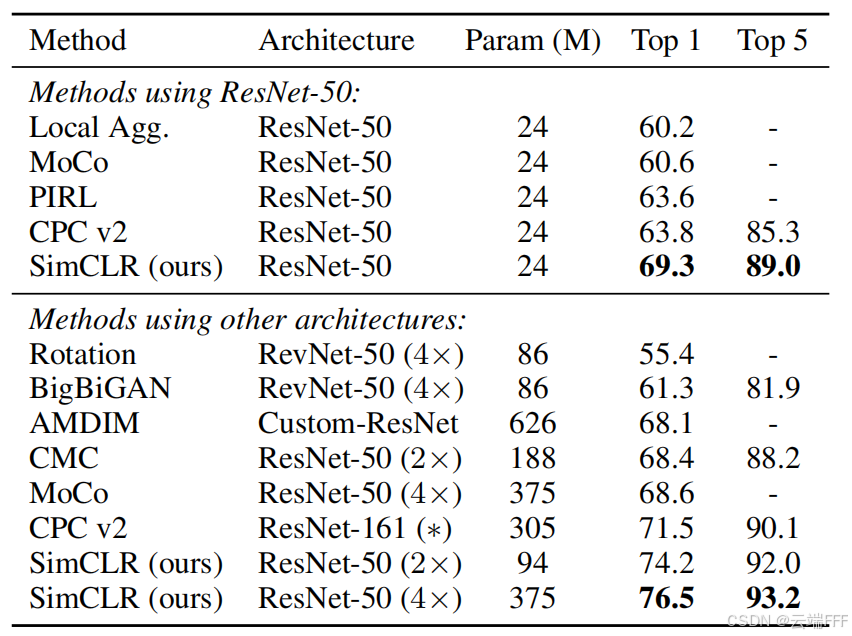 Method Architecture Param (M) Top 1 Top 5
Methods using ResNet-50:
Local Agg. ResNet-50 24 60.2 -
MoCo ResNet-50 24 60.6 -
PIRL ResNet-50 24 63.6 -
CPC v2 ResNet-50 24 63.8 85.3
SimCLR (ours) ResNet-50 24 69.3 89.0
Methods using other architectures:
Rotation RevNet-50 (4×) 86 55.4 -
BigBiGAN RevNet-50 (4×) 86 61.3 81.9
AMDIM Custom-ResNet 626 68.1 -
CMC ResNet-50 (2×) 188 68.4 88.2
MoCo ResNet-50 (4×) 375 68.6 -
CPC v2 ResNet-161 (∗) 305 71.5 90.1
SimCLR (ours) ResNet-50 (2×) 94 74.2 92.0
SimCLR (ours) ResNet-50 (4×) 375 76.5 93.2
CSDN @云端FFF